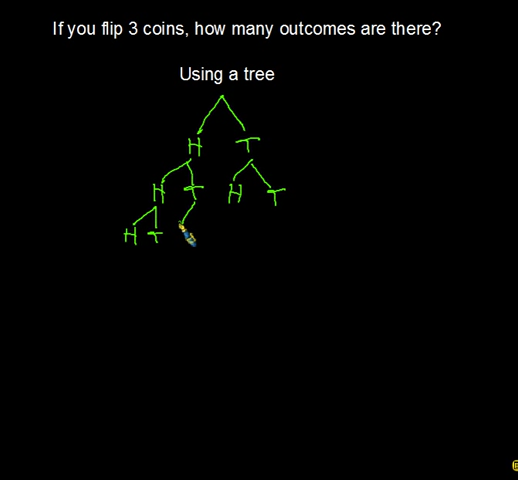 If you flip 3 coins, how many outcomes are there?
Using a tree
H T
H T H T
H T